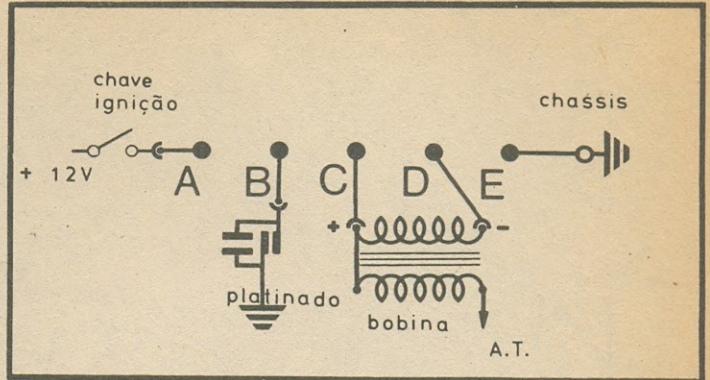 chave
ignição
chassis
+ 12V
A B C D E
+ -
platinado
bobina
A.T.